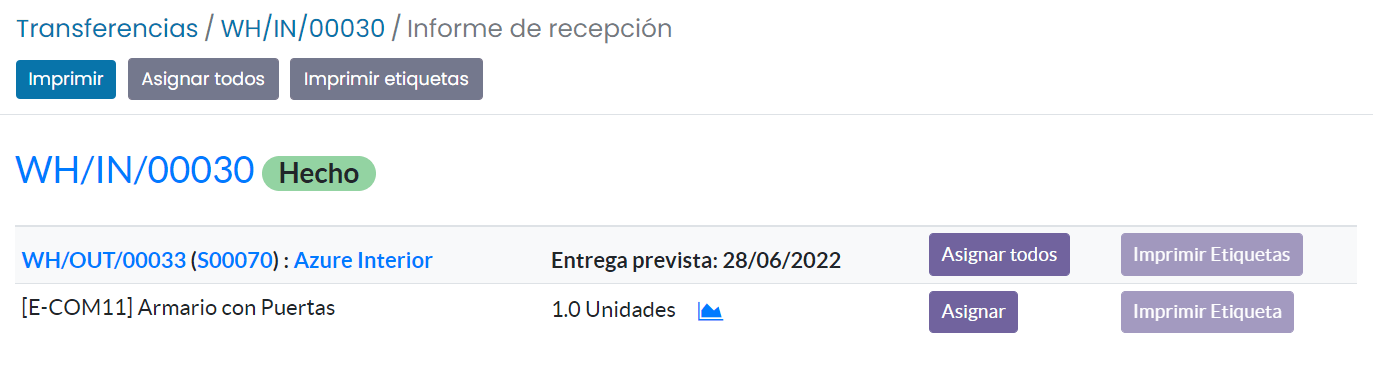 Transferencias / WH/IN/00030 / Informe de recepción
Imprimir Asignar todos Imprimir etiquetas
WH/IN/00030 Hecho
WH/OUT/00033 (S00070) : Azure Interior Entrega prevista: 28/06/2022 Asignar todos Imprimir Etiquetas
[E-COM11] Armario con Puertas 1.0 Unidades Asignar Imprimir Etiqueta